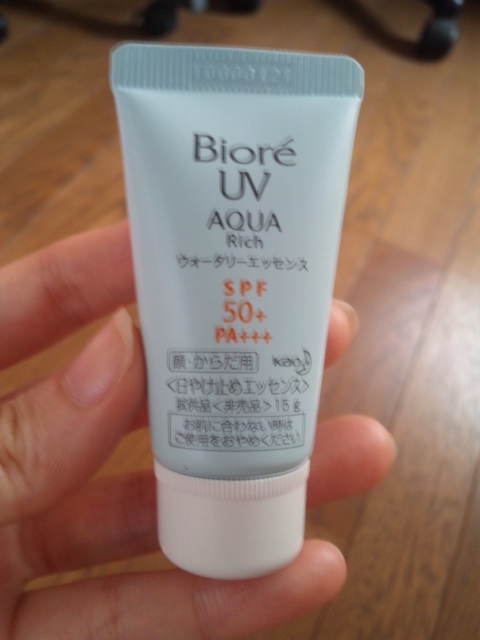 Bioré
UV
AQUA
Rich
ウォータリーエッセンス
SPF
50+
PA+++
顔・からだ用
Kao
<日やけ止めエッセンス>
試供品<非売品>15g
お肌に合わない時は
ご使用をおやめください